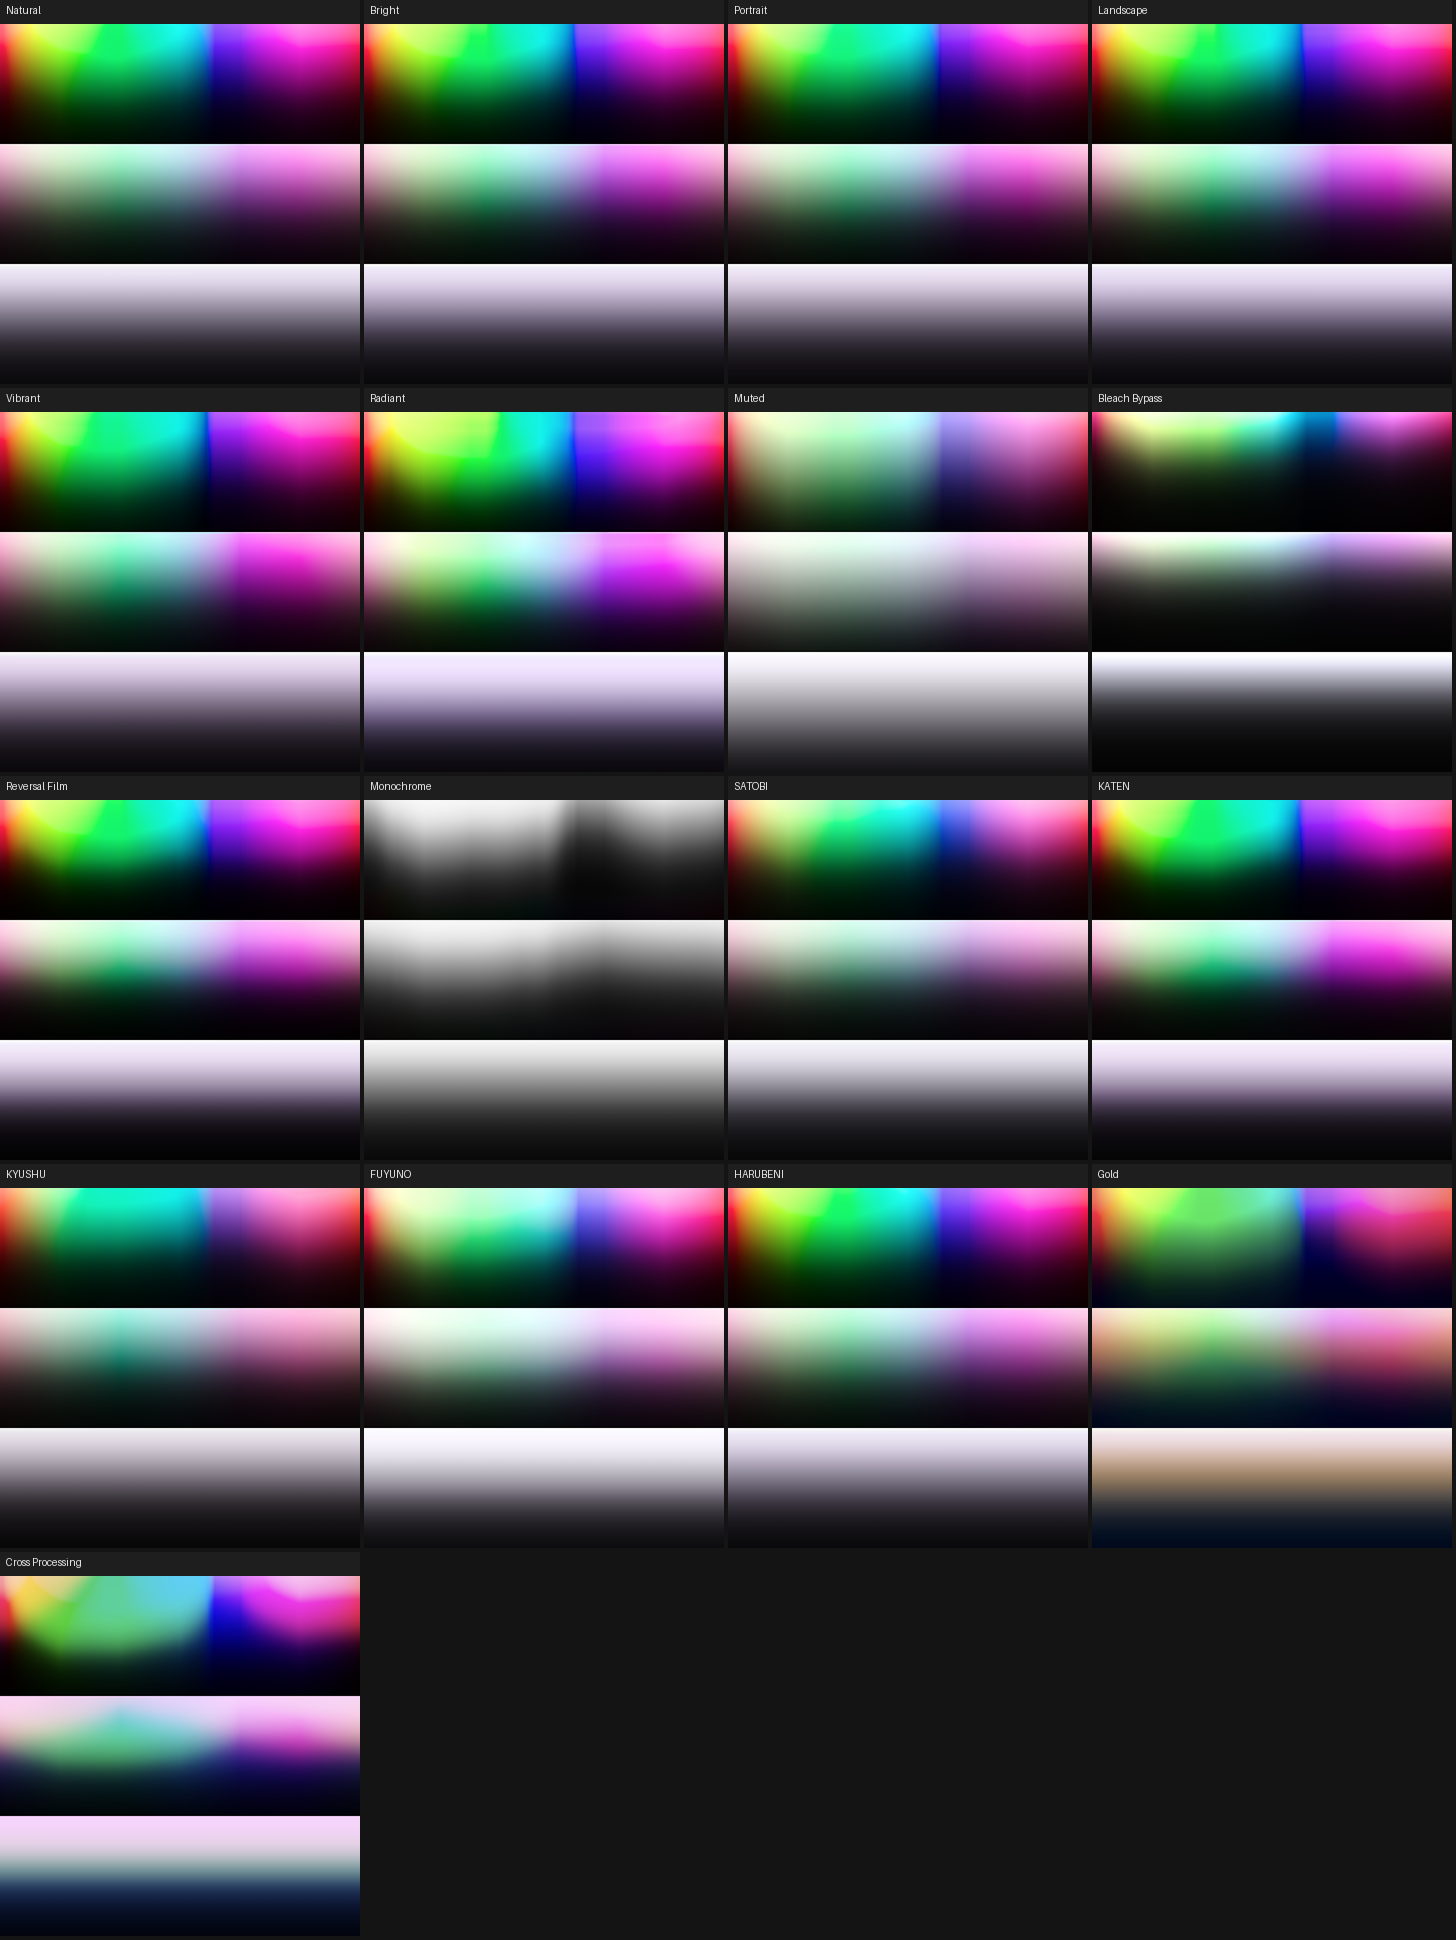 Natural
Bright
Portrait
Landscape
Vibrant
Radiant
Muted
Bleach Bypass
Reversal Film
Monochrome
SATOBI
KATEN
KYUSHU
FUYUNO
HARUBENI
Gold
Cross Processing